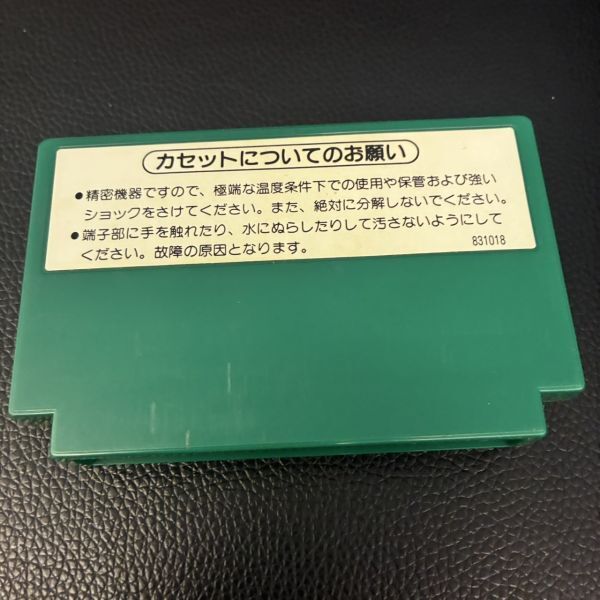 カセットについてのお願い
●精密機器ですので、極端な温度条件下での使用や保管および強い
ショックをさけてください。また、絶対に分解しないでください。
●端子部に手を触れたり、水にぬらしたりして汚さないようにして
ください。故障の原因となります。
831018